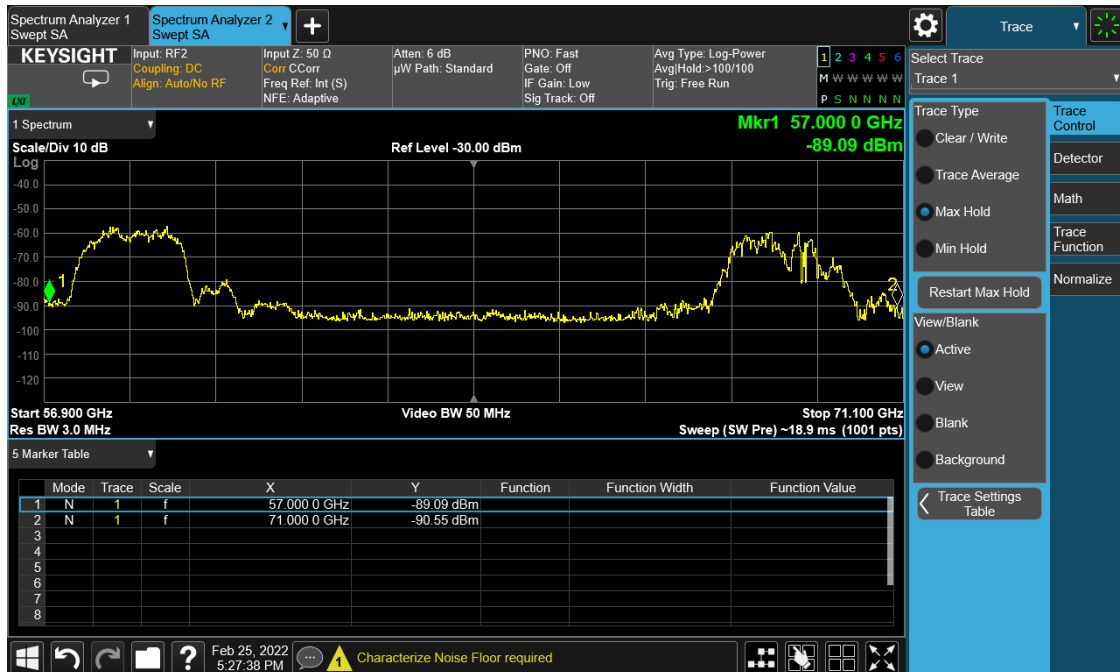 Spectrum Analyzer 1
Swept SA
Spectrum Analyzer 2
Swept SA
Trace
KEYSIGHT
LXI
Input: RF2
Coupling: DC
Align: Auto/No RF
Input Z: 50 Ω
Corr CCorr
Freq Ref: Int (S)
NFE: Adaptive
Atten: 6 dB
µW Path: Standard
PNO: Fast
Gate: Off
IF Gain: Low
Sig Track: Off
Avg Type: Log-Power
Avg|Hold:>100/100
Trig: Free Run
1 2 3 4 5 6
M W W W W W
P S N N N N
Select Trace
Trace 1
1 Spectrum
Mkr1 57.000 0 GHz
Scale/Div 10 dB
Ref Level -30.00 dBm
-89.09 dBm
Log
-40.0
-50.0
-60.0
-70.0
-80.0
-90.0
-100
-110
-120
1
2
Start 56.900 GHz
Video BW 50 MHz
Stop 71.100 GHz
Res BW 3.0 MHz
Sweep (SW Pre) ~18.9 ms (1001 pts)
5 Marker Table
Mode Trace Scale X Y Function Function Width Function Value
1 N 1 f 57.000 0 GHz -89.09 dBm
2 N 1 f 71.000 0 GHz -90.55 dBm
3
4
5
6
7
8
Trace Type
Clear / Write
Trace Average
Max Hold
Min Hold
Restart Max Hold
View/Blank
Active
View
Blank
Background
Trace Settings
Table
Trace
Control
Detector
Math
Trace
Function
Normalize
?
Feb 25, 2022
5:27:38 PM
1
Characterize Noise Floor required